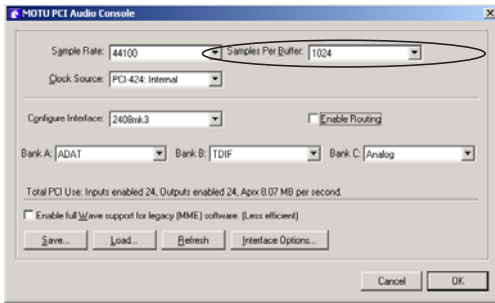 MOTU PCI Audio Console
Sample Rate: 44100 Samples Per Buffer: 1024
Clock Source: PCI-424: Internal
Configure Interface: 2408mk3 Enable Routing
Bank A: ADAT Bank B: TDIF Bank C: Analog
Total PCI Use: Inputs enabled 24, Outputs enabled 24, Aprx 8.07 MB per second.
Enable full Wave support for legacy (MME) software. (Less efficient)
Save... Load... Refresh Interface Options...
Cancel OK